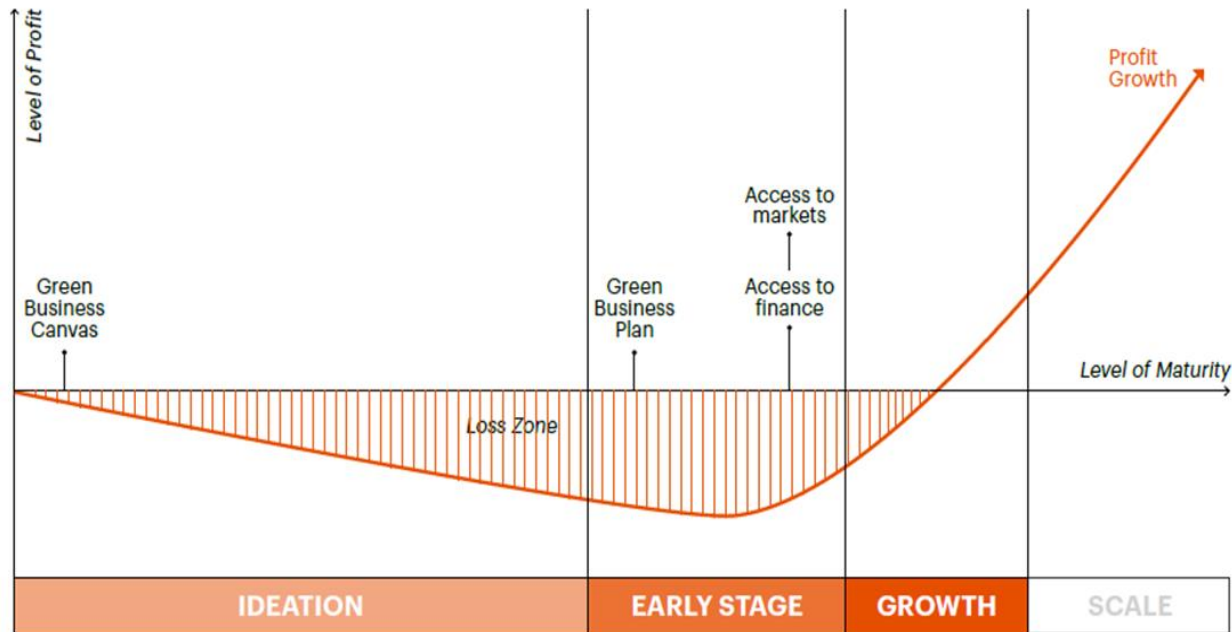 Level of Profit
Profit
Growth
Access to
markets
Green
Business
Canvas
Green
Business
Plan
Access to
finance
Level of Maturity
Loss Zone
IDEATION
EARLY STAGE
GROWTH
SCALE